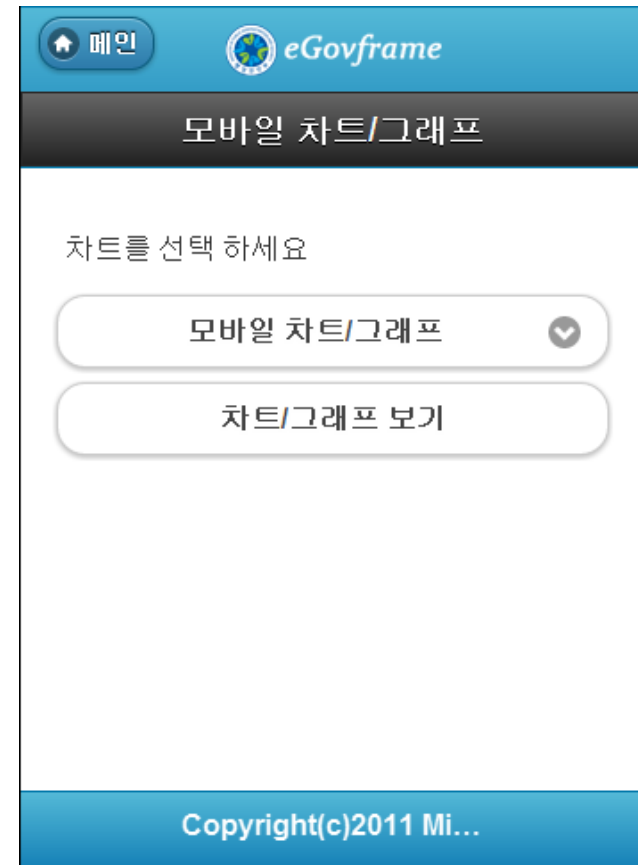 메인
eGovframe
모바일 차트/그래프
차트를 선택 하세요
모바일 차트/그래프
차트/그래프 보기
Copyright(c)2011 Mi...